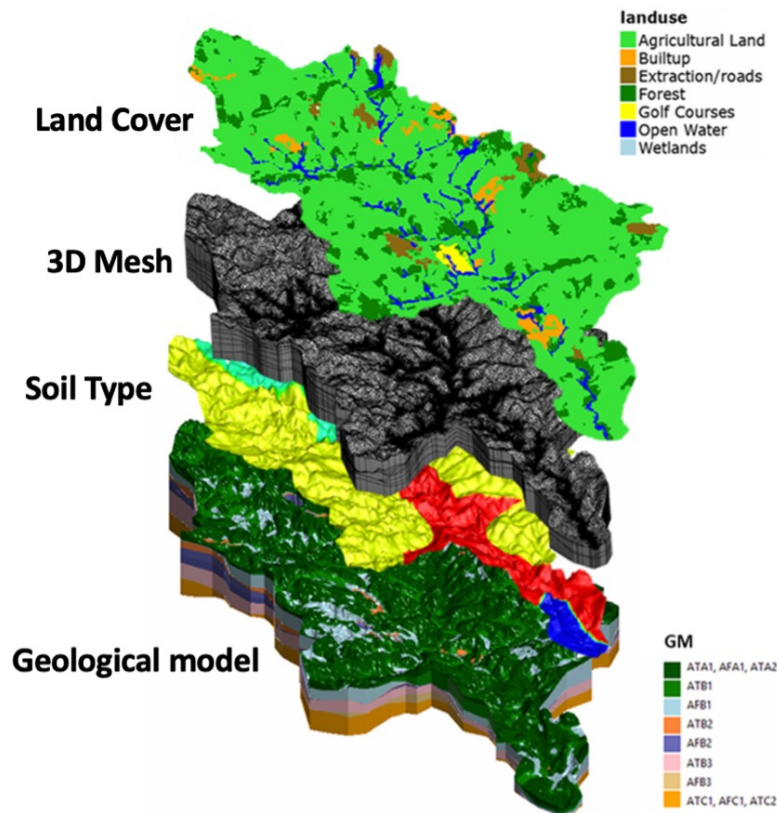 landuse
Agricultural Land
Builtup
Extraction/roads
Forest
Golf Courses
Open Water
Wetlands
Land Cover
3D Mesh
Soil Type
Geological model
GM
ATA1, AFA1, ATA2
ATB1
AFB1
ATB2
AFB2
ATB3
AFB3
ATC1, AFC1, ATC2